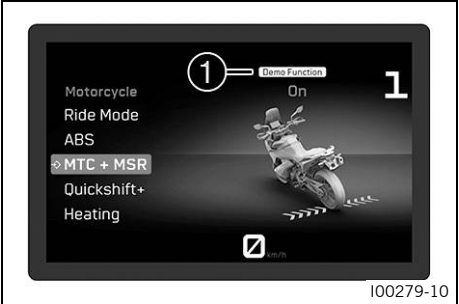 1
Demo Function
1
Motorcycle
On
Ride Mode
ABS
MTC + MSR
Quickshift+
Heating
0 km/h
I00279-10